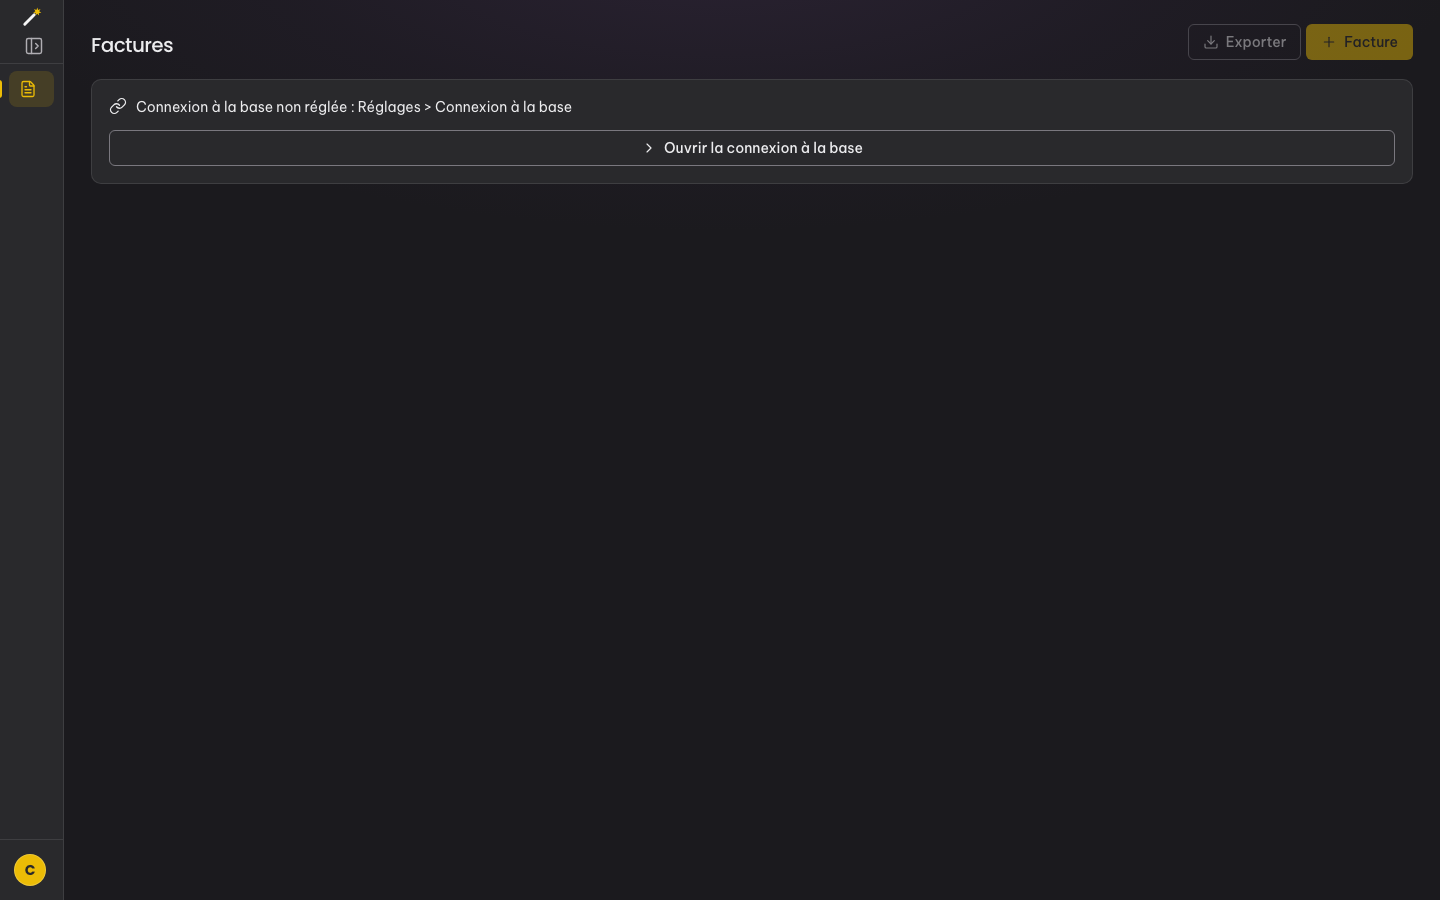 Factures
Exporter
Facture
Connexion à la base non réglée : Réglages > Connexion à la base
Ouvrir la connexion à la base
C